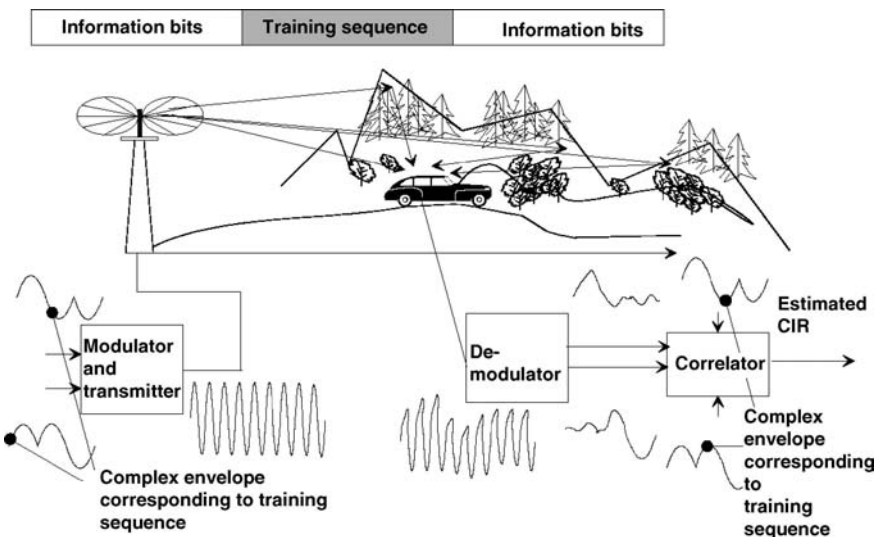 Information bits
Training sequence
Information bits
Modulator
and
transmitter
De-
modulator
Estimated
CIR
Correlator
Complex envelope
corresponding to training
sequence
Complex
envelope
corresponding
to
training
sequence